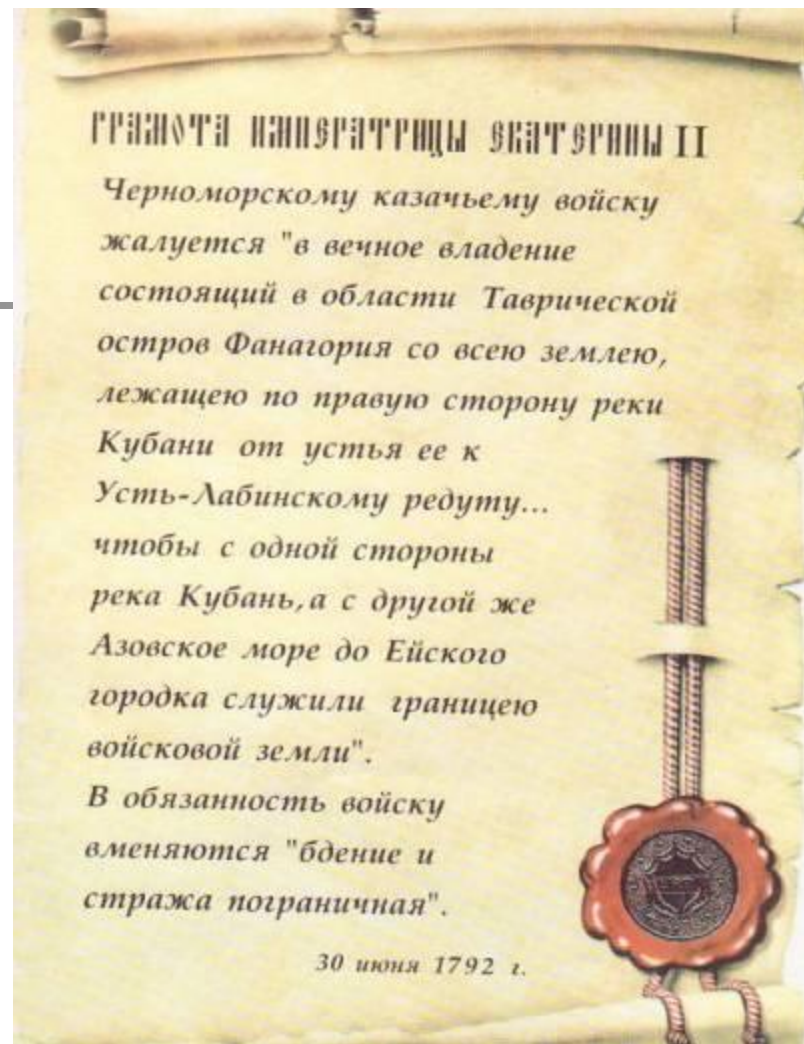 ГРАМОТА ИМПЕРАТРИЦЫ ЕКАТЕРИНЫ II
Черноморскому казачьему войску
жалуется "в вечное владение
состоящий в области Таврической
остров Фанагория со всею землею,
лежащею по правую сторону реки
Кубани от устья ее к
Усть-Лабинскому редуту...
чтобы с одной стороны
река Кубань,а с другой же
Азовское море до Ейского
городка служили границею
войсковой земли".
В обязанность войску
вменяются "бдение и
стража пограничная".
30 июня 1792 г.